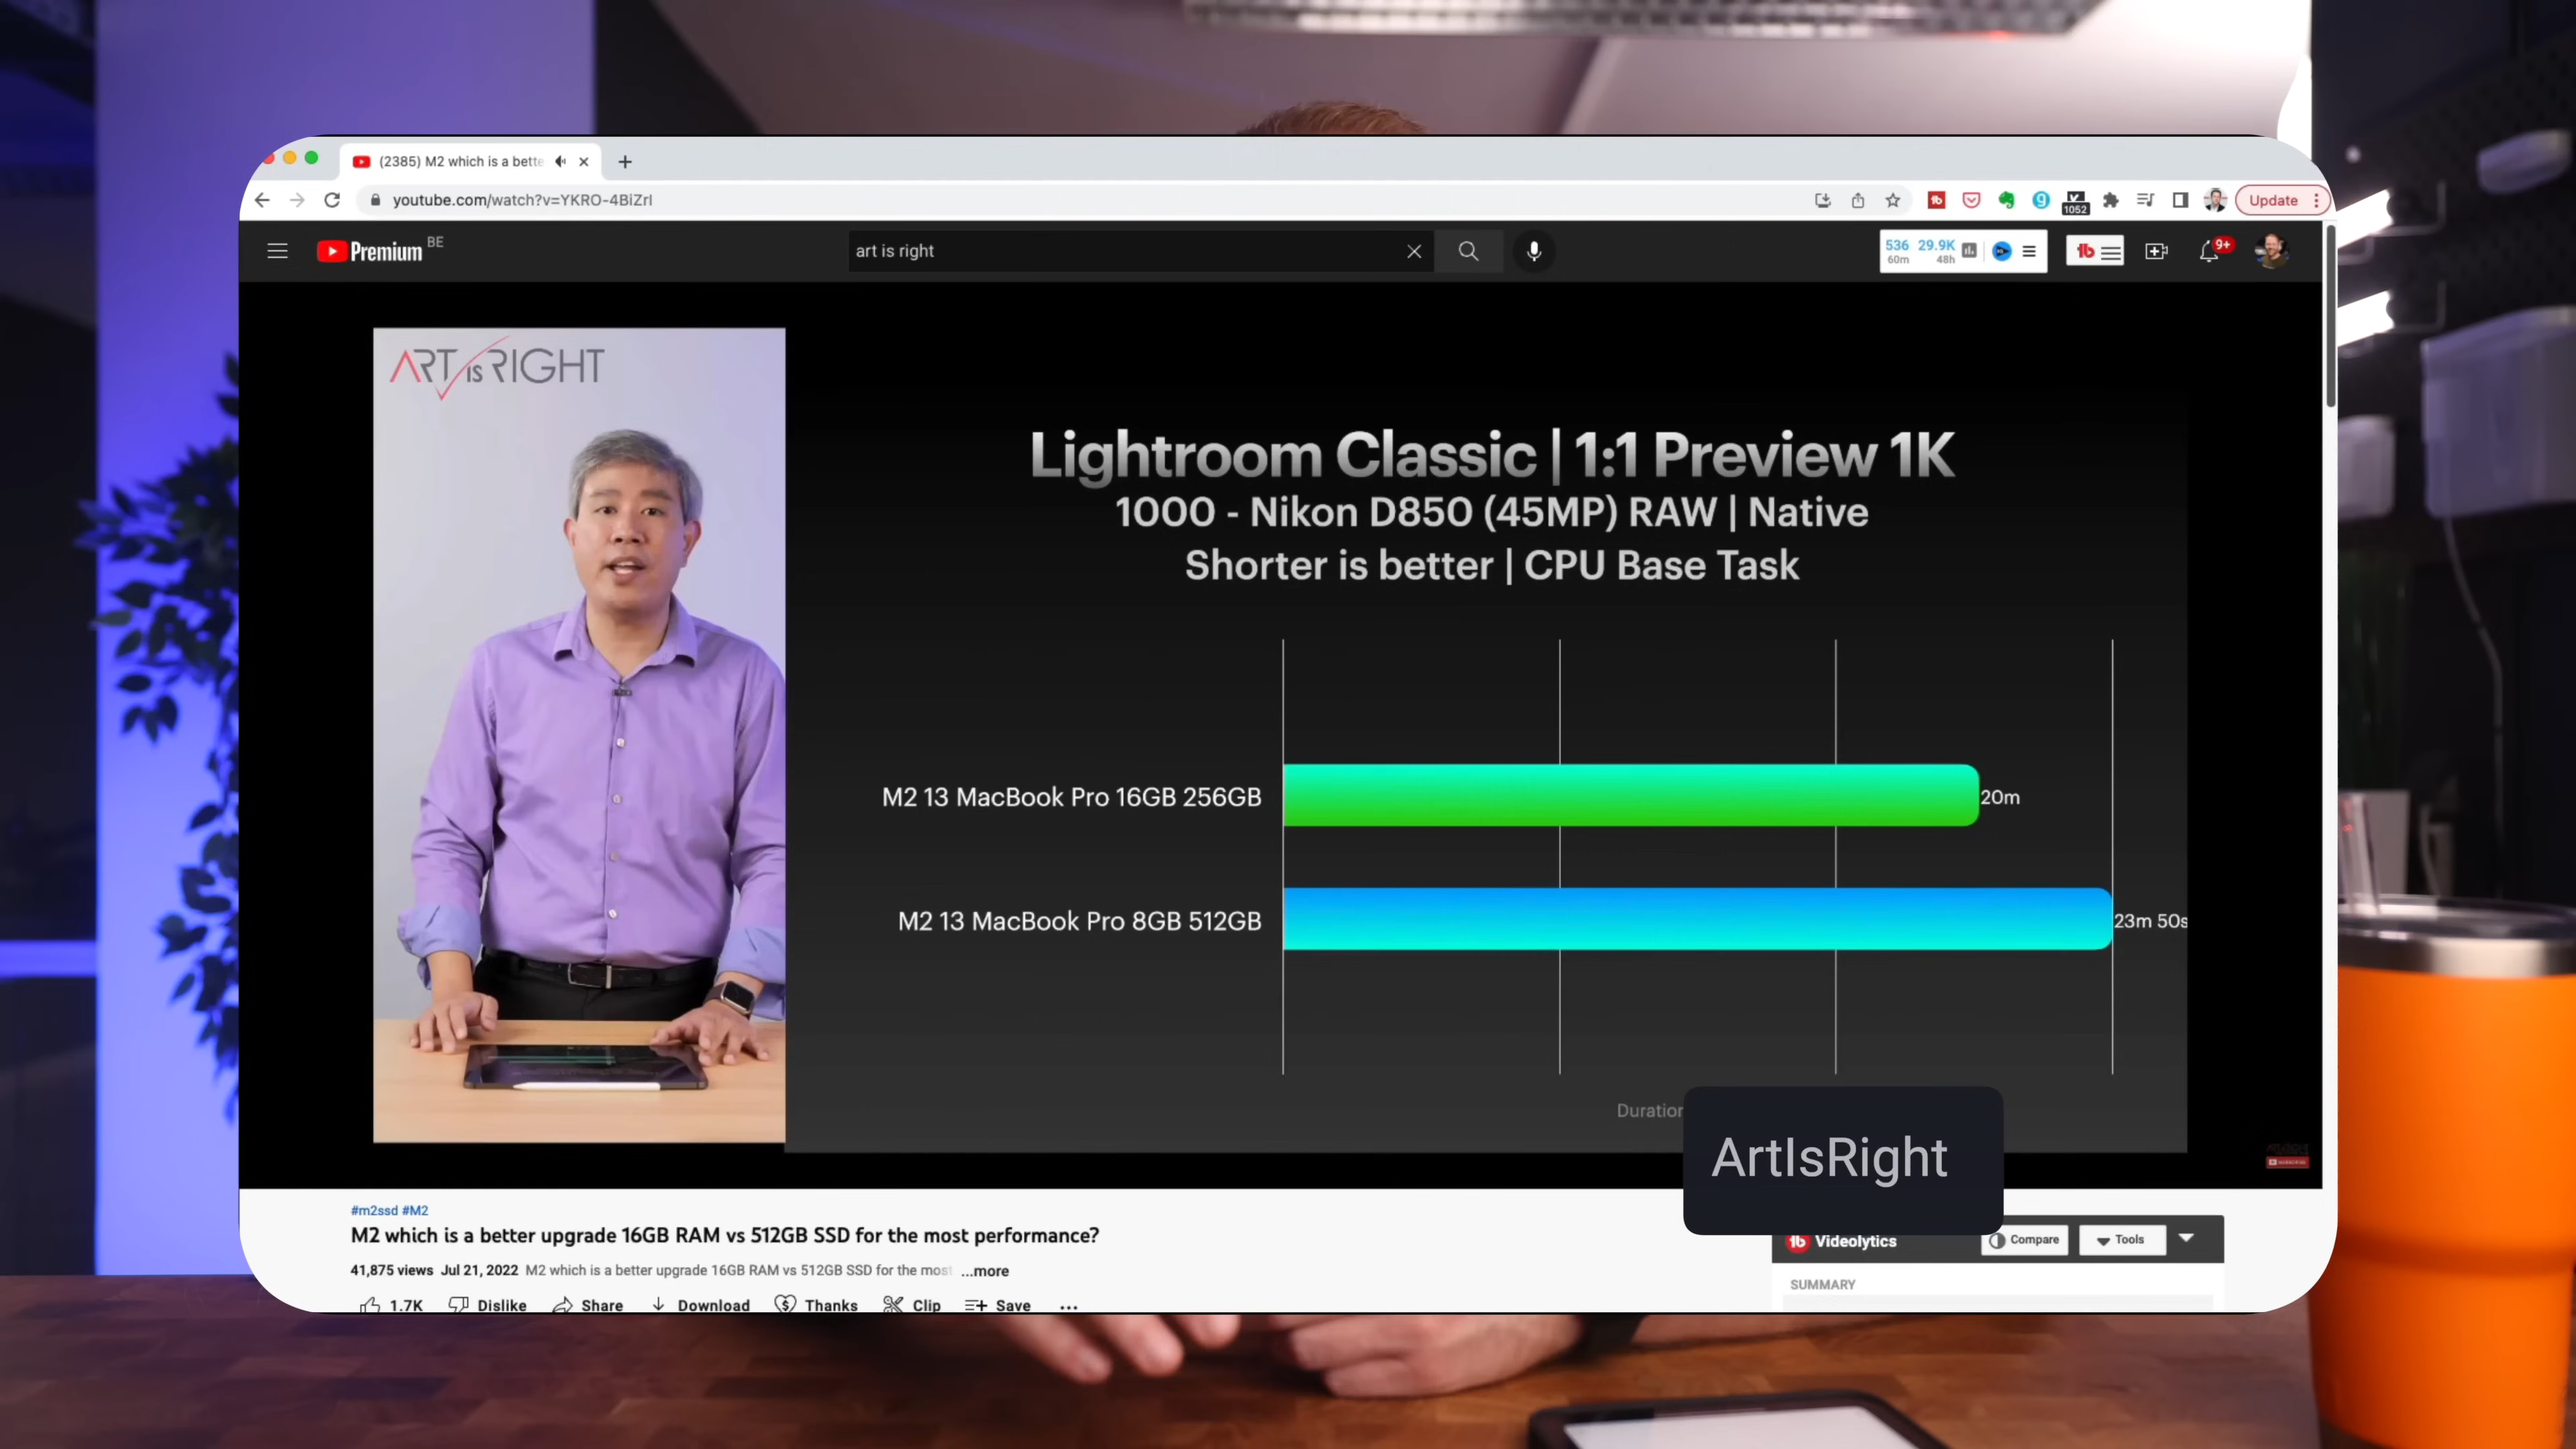 (2385) M2 which is a bette
youtube.com/watch?v=YKRO-4BiZrI
1052
Update
Premium BE
art is right
536 29.9K
60m 48h
9+
ART is RIGHT
Lightroom Classic | 1:1 Preview 1K
1000 - Nikon D850 (45MP) RAW | Native
Shorter is better | CPU Base Task
M2 13 MacBook Pro 16GB 256GB
20m
M2 13 MacBook Pro 8GB 512GB
23m 50s
Duration
ArtIsRight
#m2ssd #M2
M2 which is a better upgrade 16GB RAM vs 512GB SSD for the most performance?
41,875 views Jul 21, 2022 M2 which is a better upgrade 16GB RAM vs 512GB SSD for the most ...more
1.7K Dislike Share Download Thanks Clip Save ...
Videolytics Compare Tools
SUMMARY